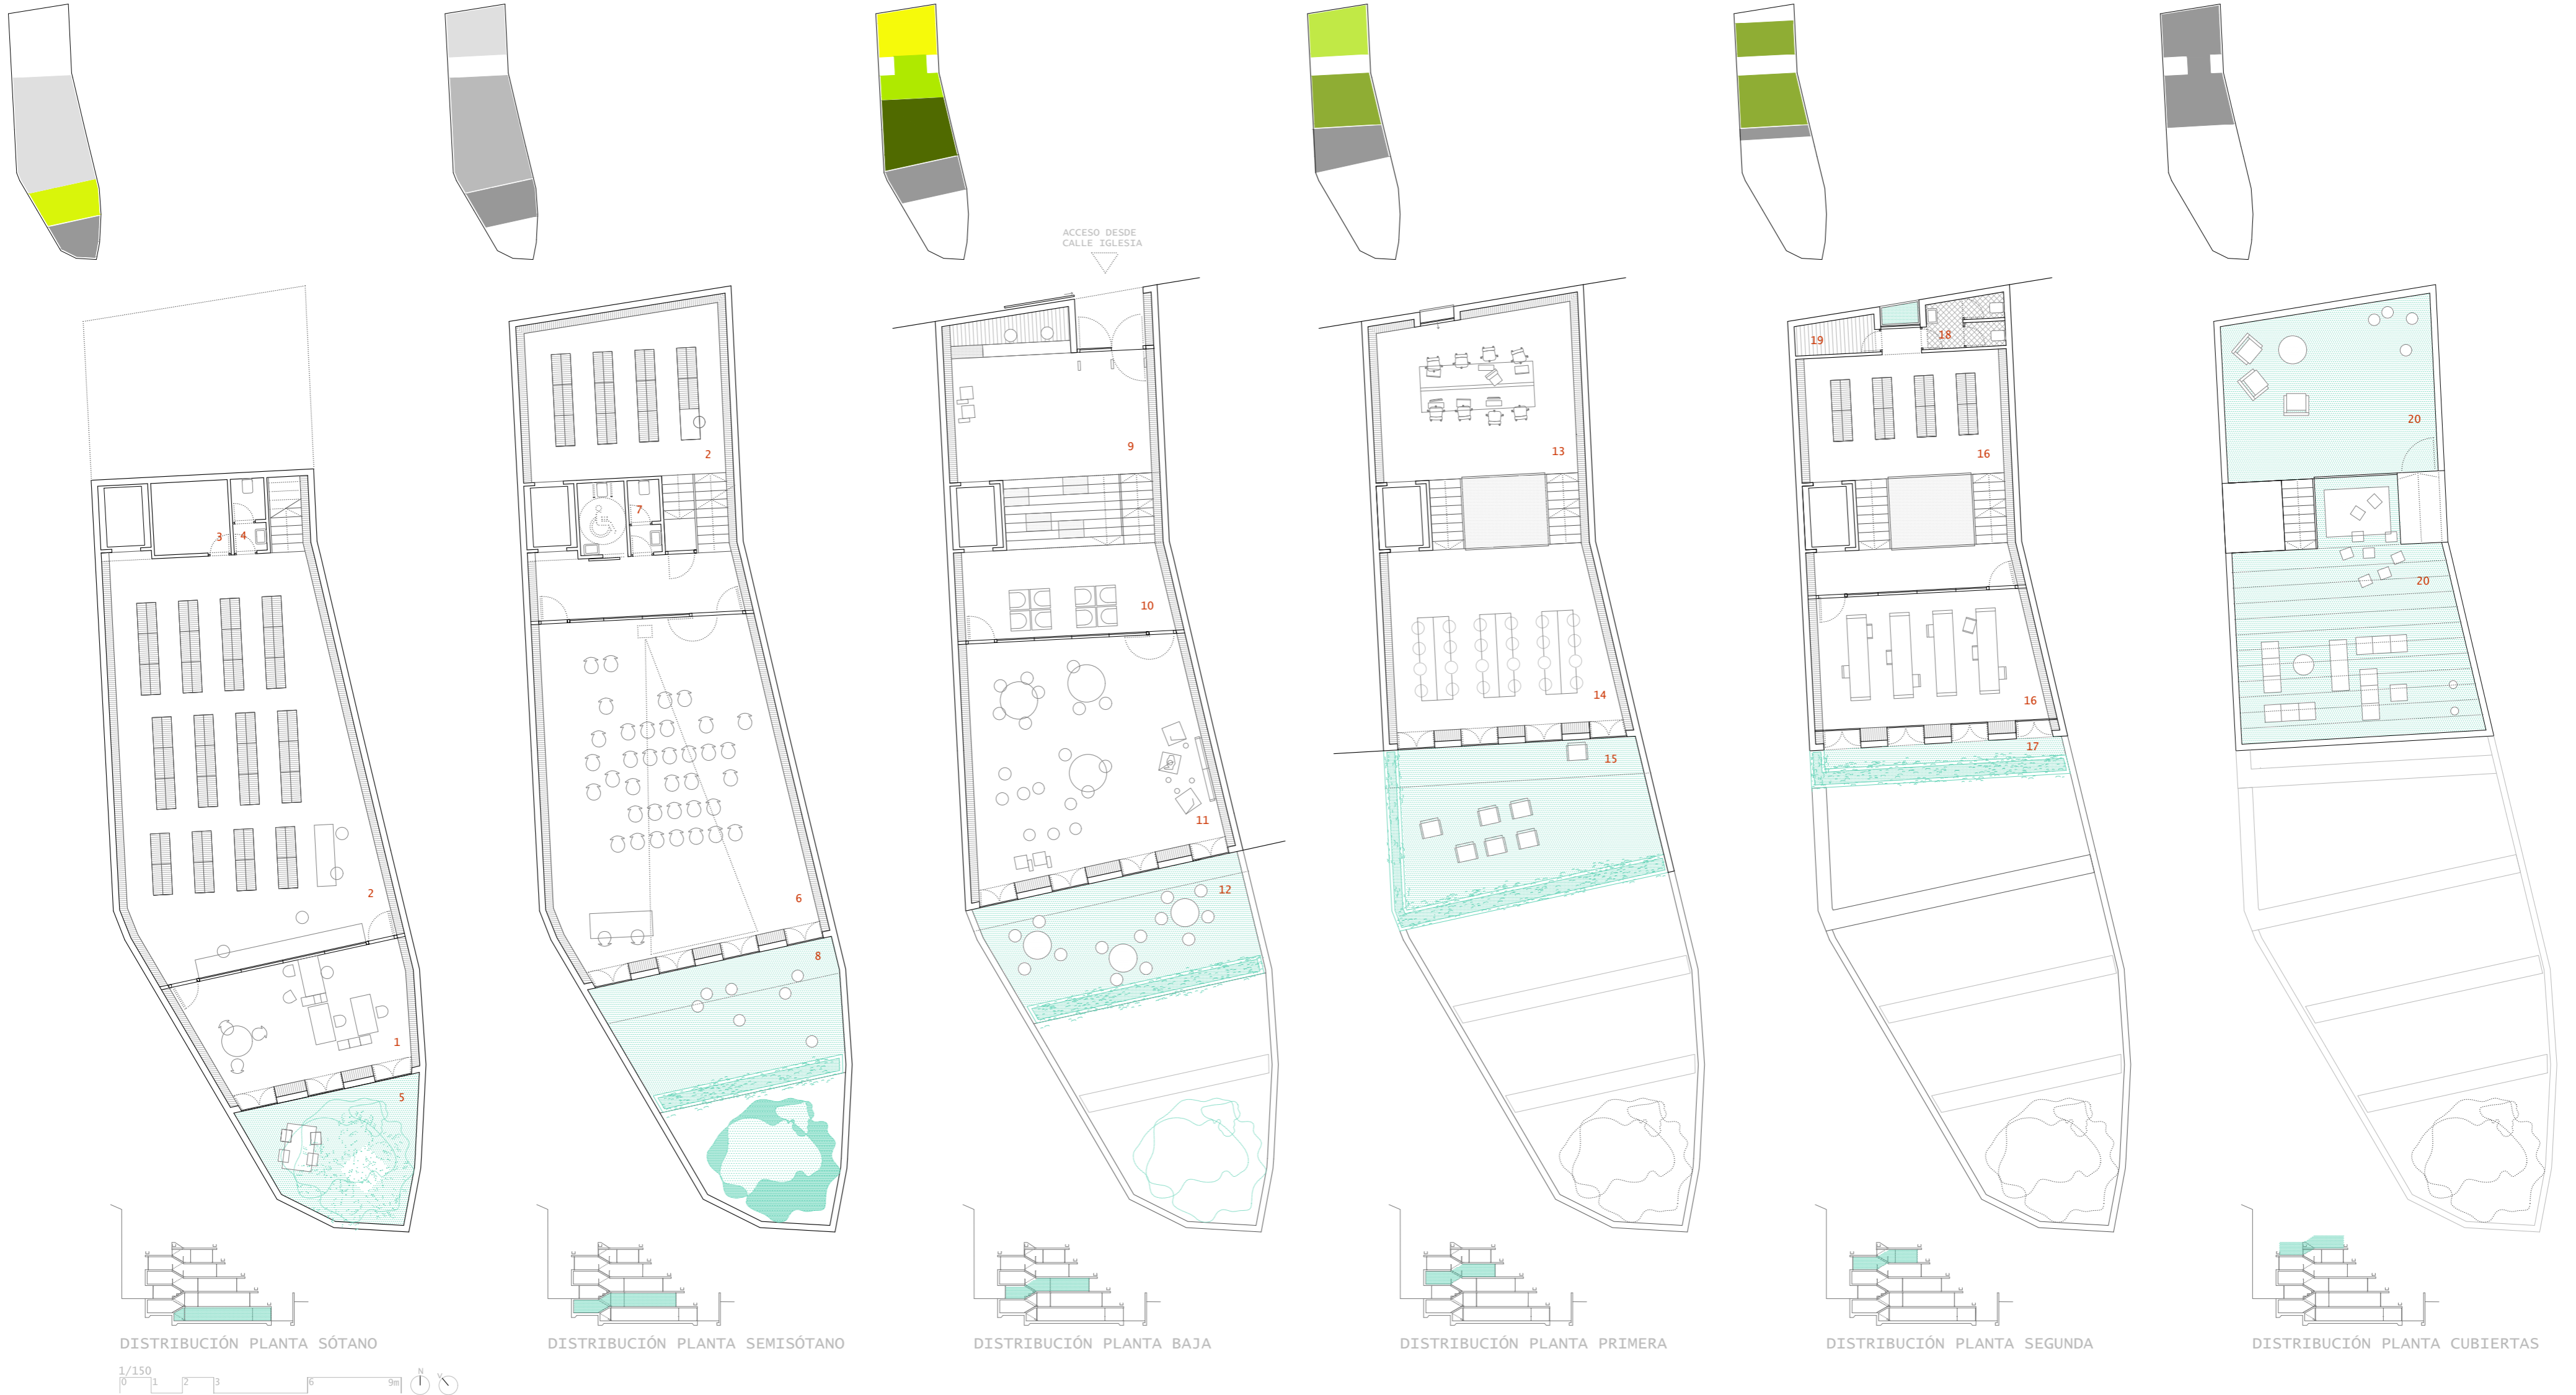 ACCESO DESDE
CALLE IGLESIA
3
4
2
1
5
2
7
6
8
9
10
11
12
13
14
15
19
18
16
16
17
20
20
DISTRIBUCIÓN PLANTA SÓTANO
DISTRIBUCIÓN PLANTA SEMISÓTANO
DISTRIBUCIÓN PLANTA BAJA
DISTRIBUCIÓN PLANTA PRIMERA
DISTRIBUCIÓN PLANTA SEGUNDA
DISTRIBUCIÓN PLANTA CUBIERTAS
1/150
0 1 2 3 6 9m
N